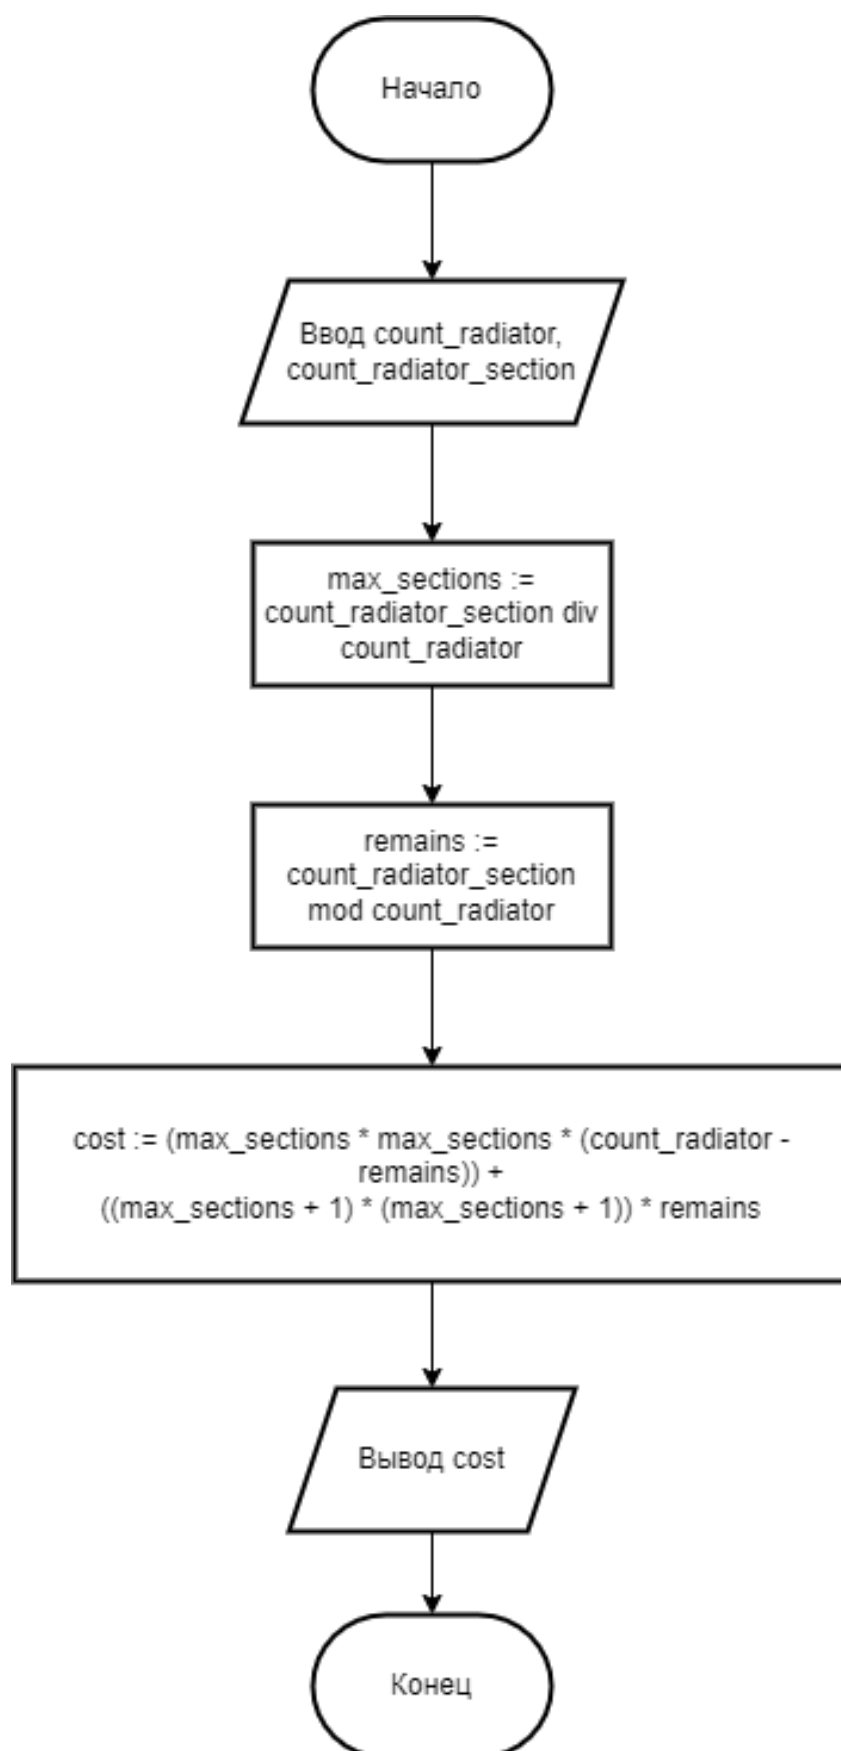 Начало
Ввод count_radiator,
count_radiator_section
max_sections :=
count_radiator_section div
count_radiator
remains :=
count_radiator_section
mod count_radiator
cost := (max_sections * max_sections * (count_radiator -
remains)) +
((max_sections + 1) * (max_sections + 1)) * remains
Вывод cost
Конец